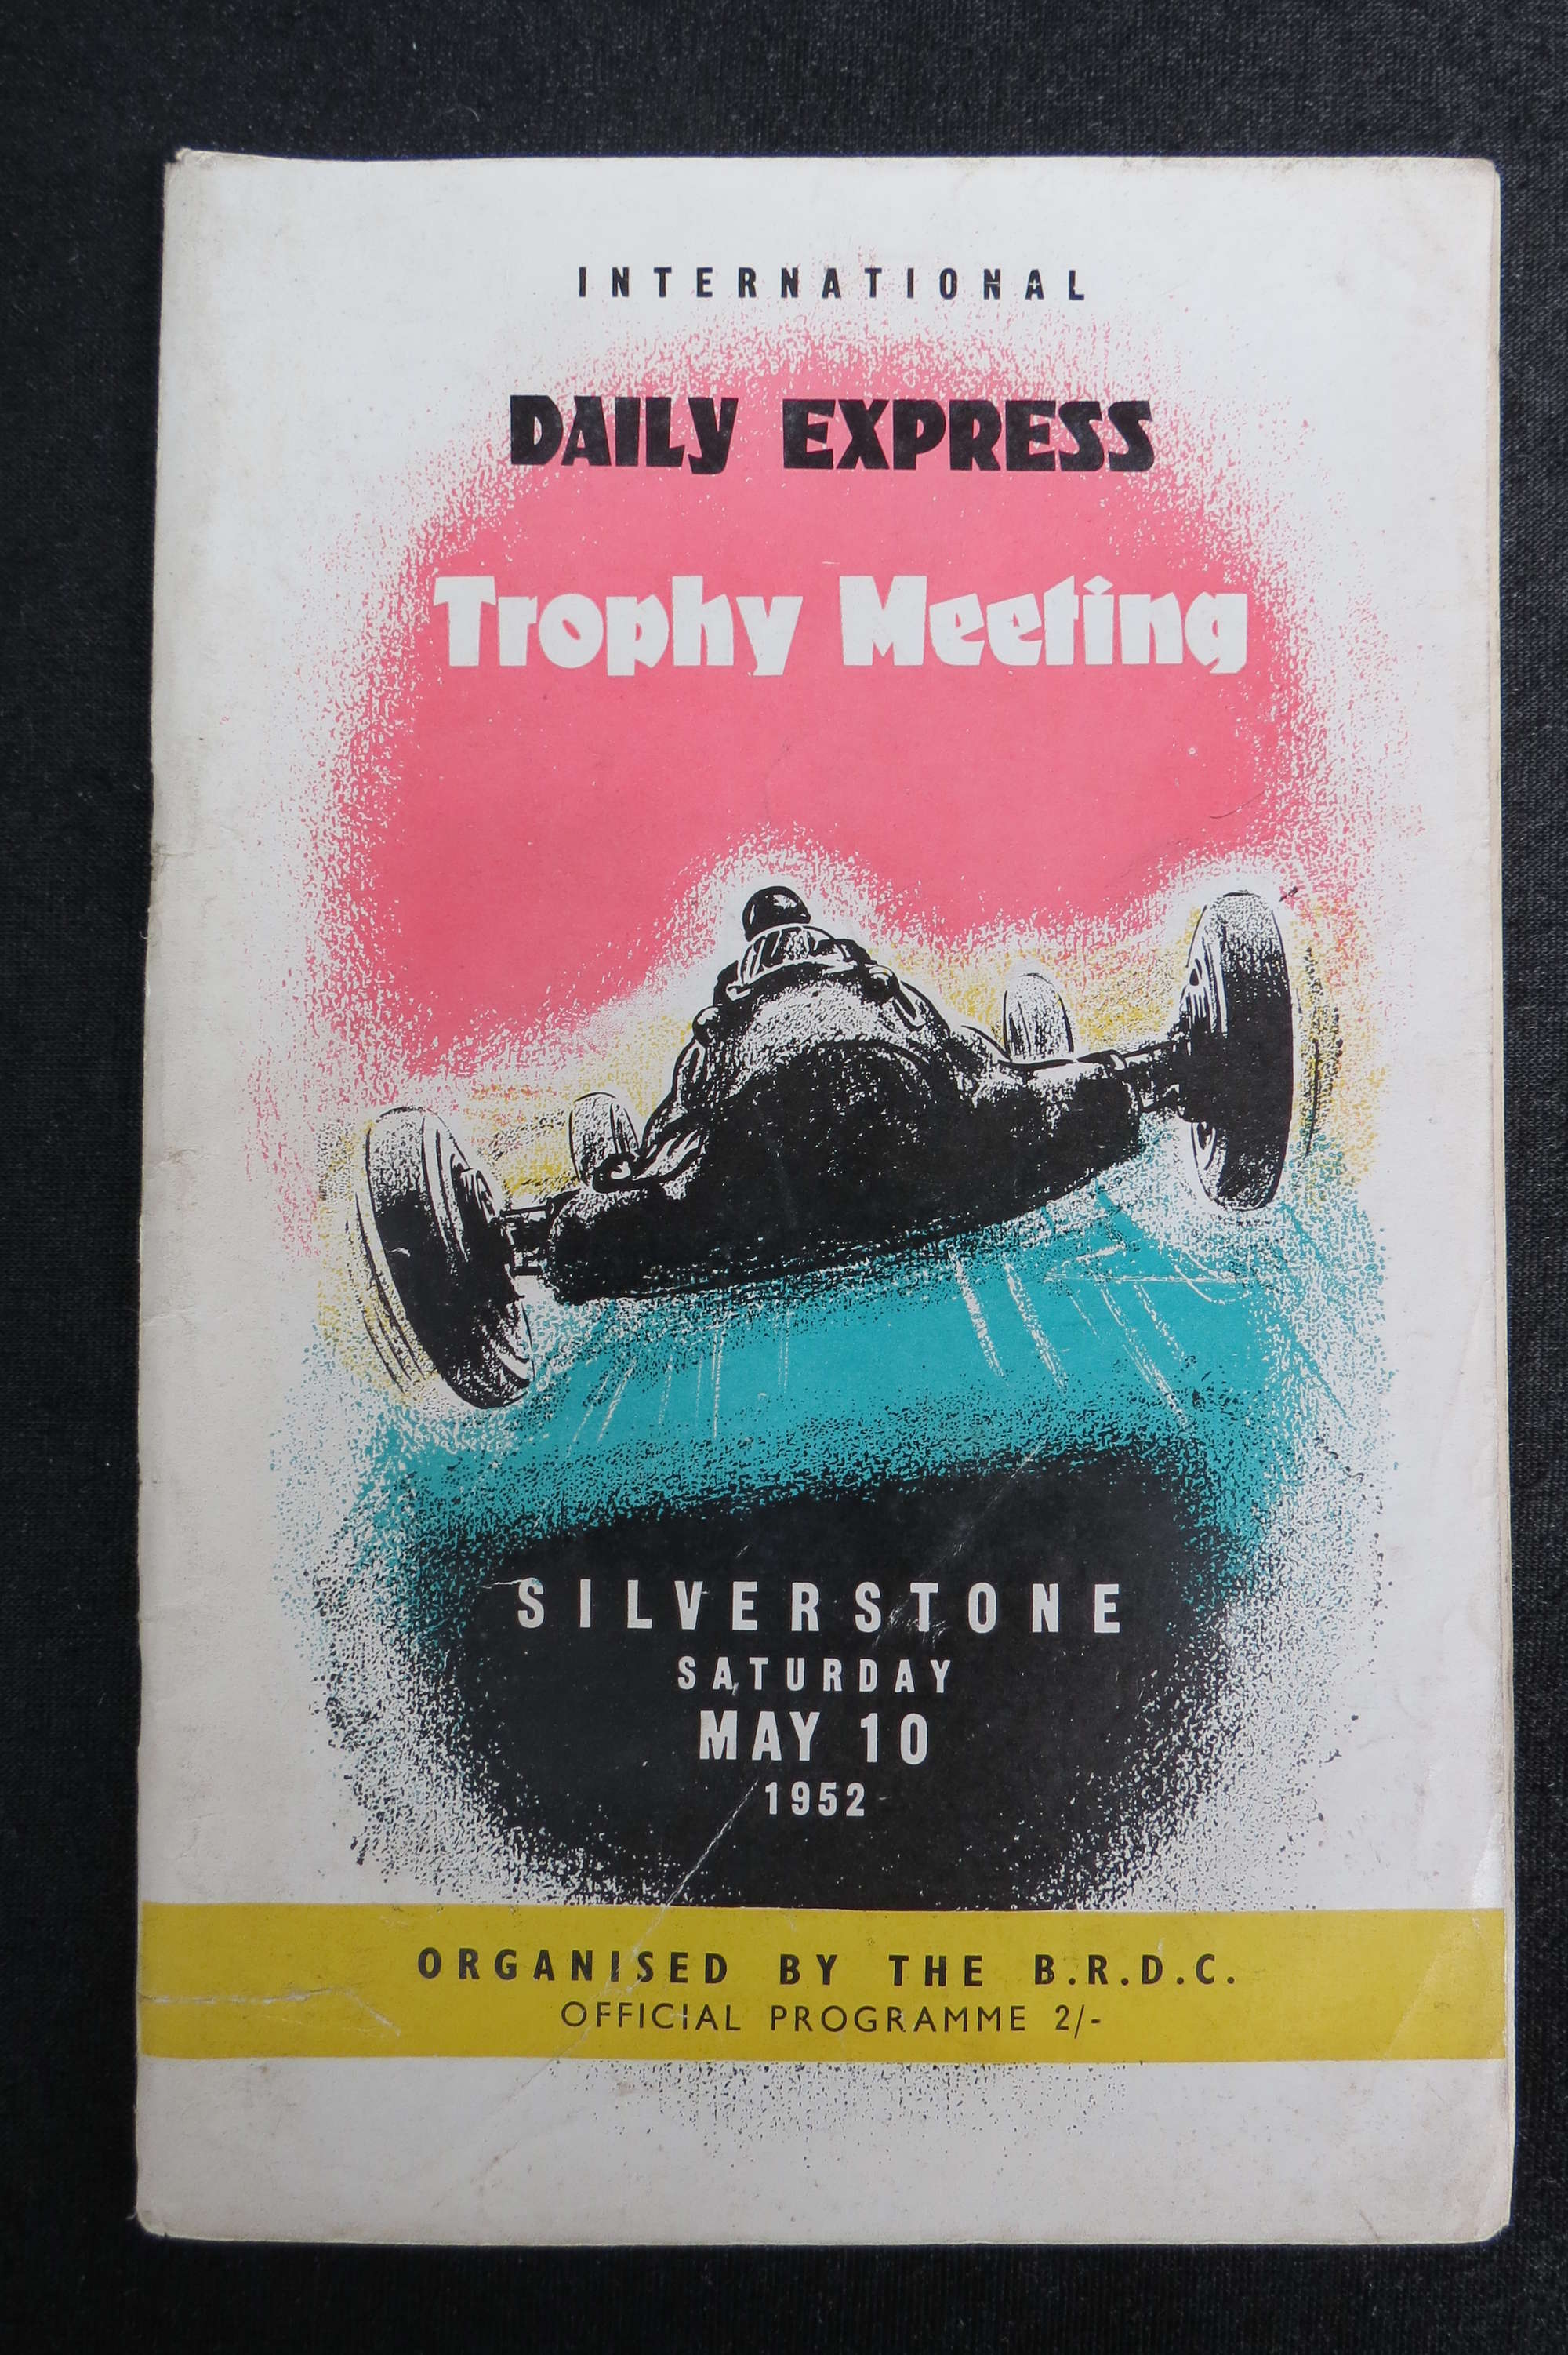 INTERNATIONAL
DAILY EXPRESS
Trophy Meeting
SILVERSTONE
SATURDAY
MAY 10
1952
ORGANISED BY THE B.R.D.C.
OFFICIAL PROGRAMME 2/-